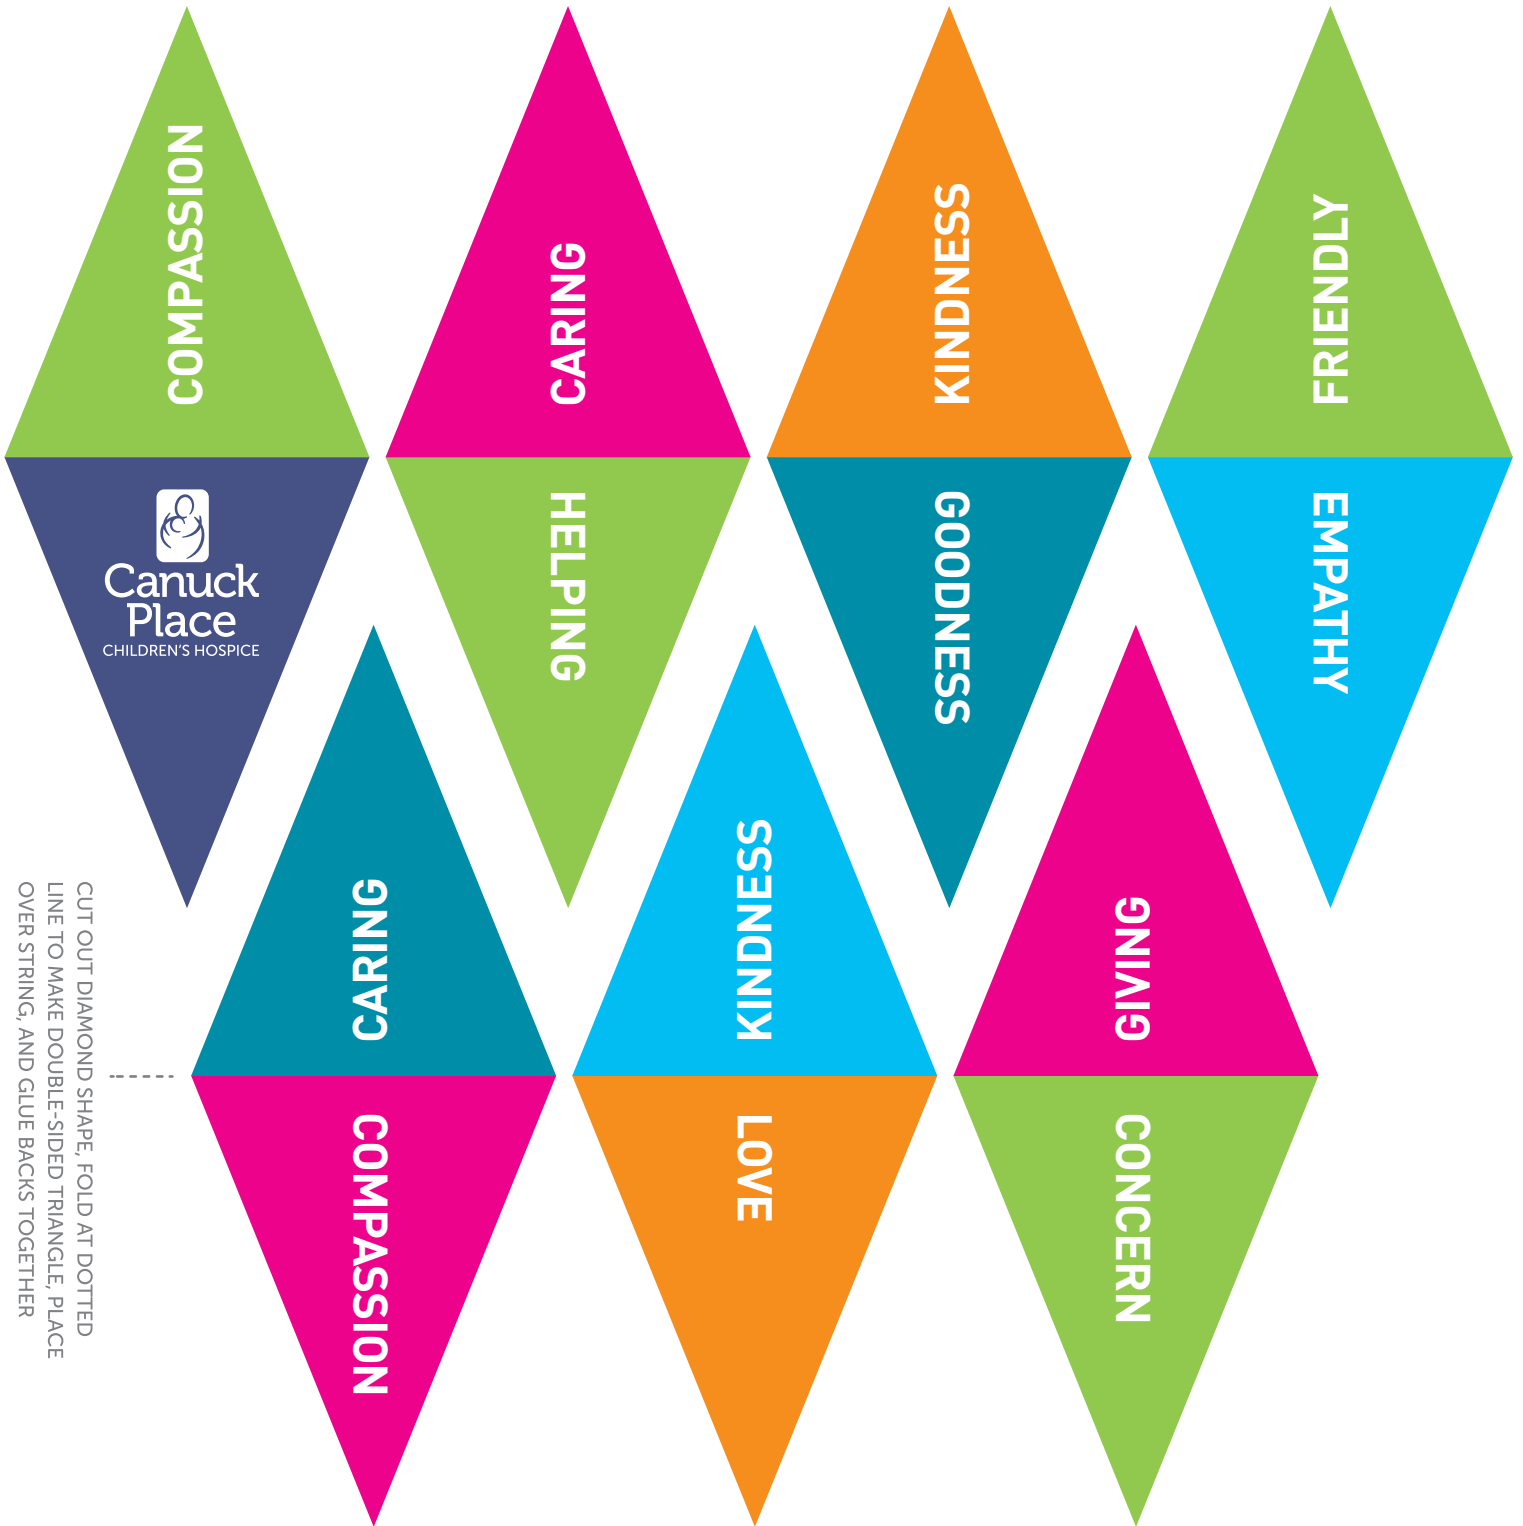 COMPASSION
CARING
KINDNESS
FRIENDLY
Canuck
Place
CHILDREN'S HOSPICE
HELPING
GOODNESS
EMPATHY
CARING
KINDNESS
GIVING
COMPASSION
LOVE
CONCERN
CUT OUT DIAMOND SHAPE, FOLD AT DOTTED
LINE TO MAKE DOUBLE-SIDED TRIANGLE, PLACE
OVER STRING, AND GLUE BACKS TOGETHER